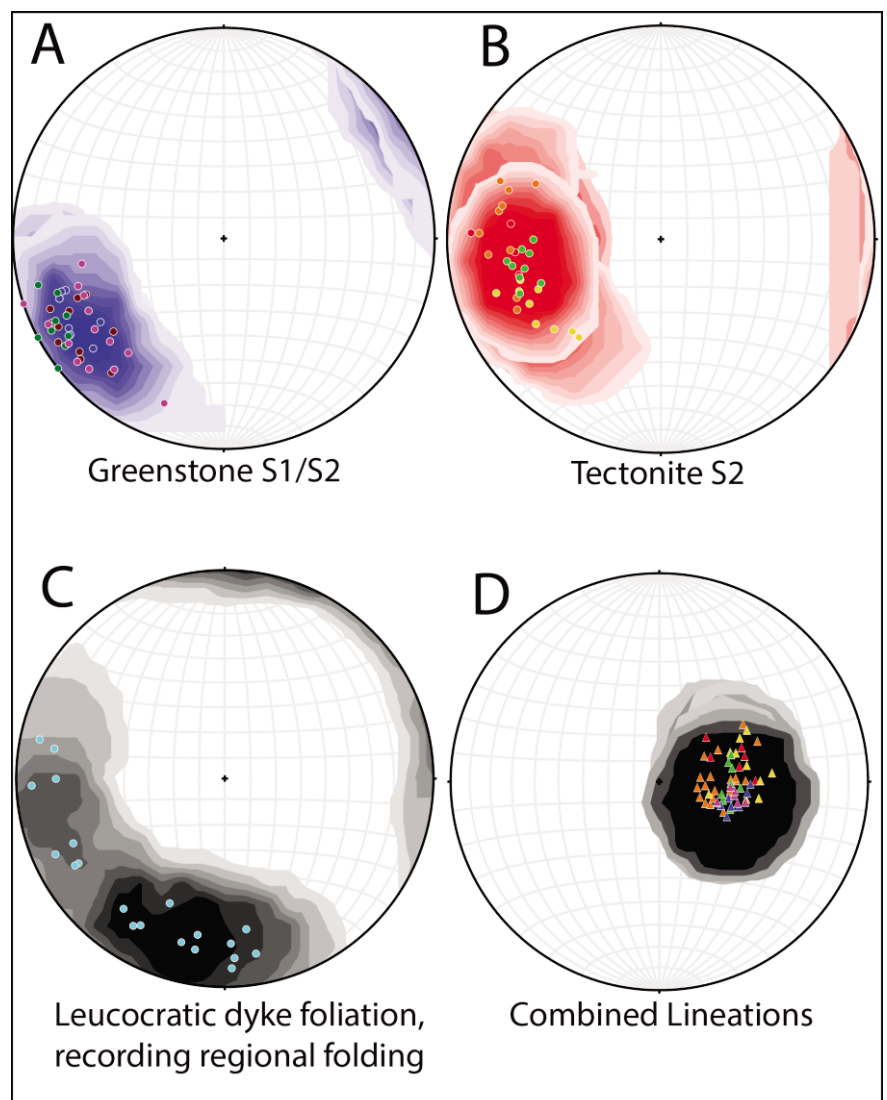 A
B
Greenstone S1/S2
Tectonite S2
C
D
Leucocratic dyke foliation,
recording regional folding
Combined Lineations